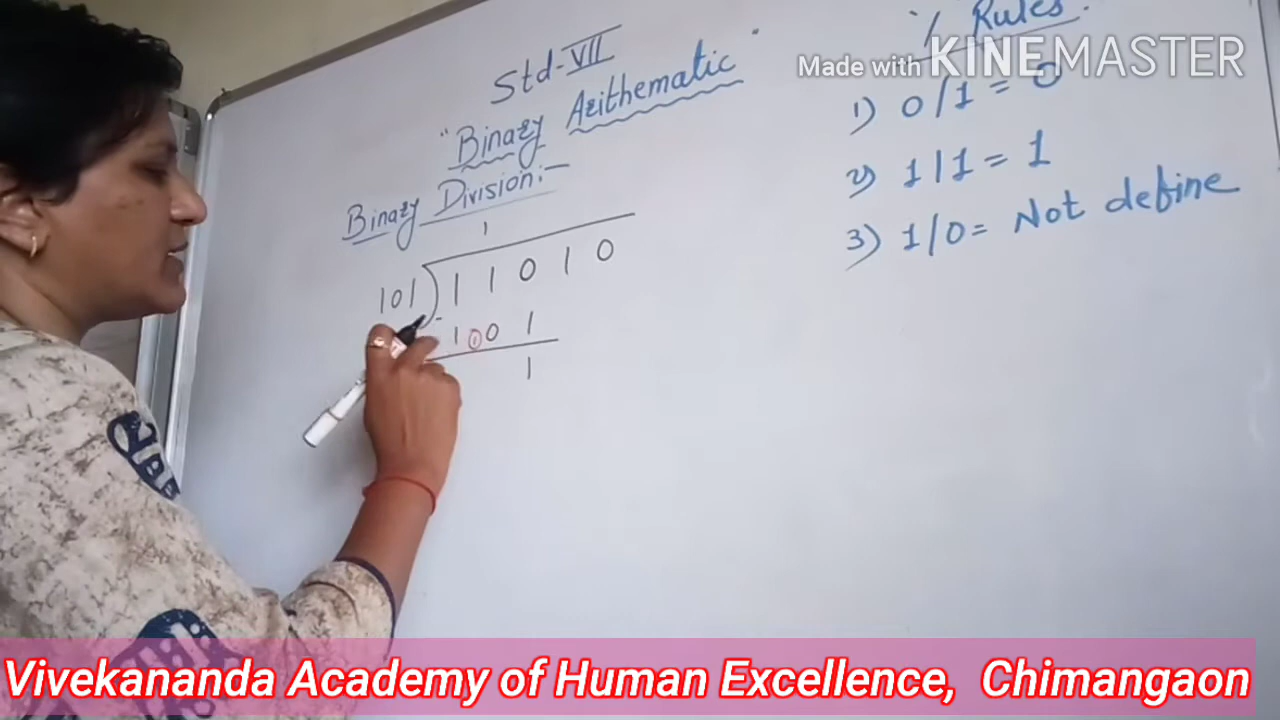 Std-VII
"Binary Arithematic"
Binary Division:-
1
101) 1 1 0 1 0
- 1 ① 0 1
1
% Rules.
1) 0/1 = 0
2) 1/1 = 1
3) 1/0 = Not define
Made with KINEMASTER
Vivekananda Academy of Human Excellence, Chimangaon